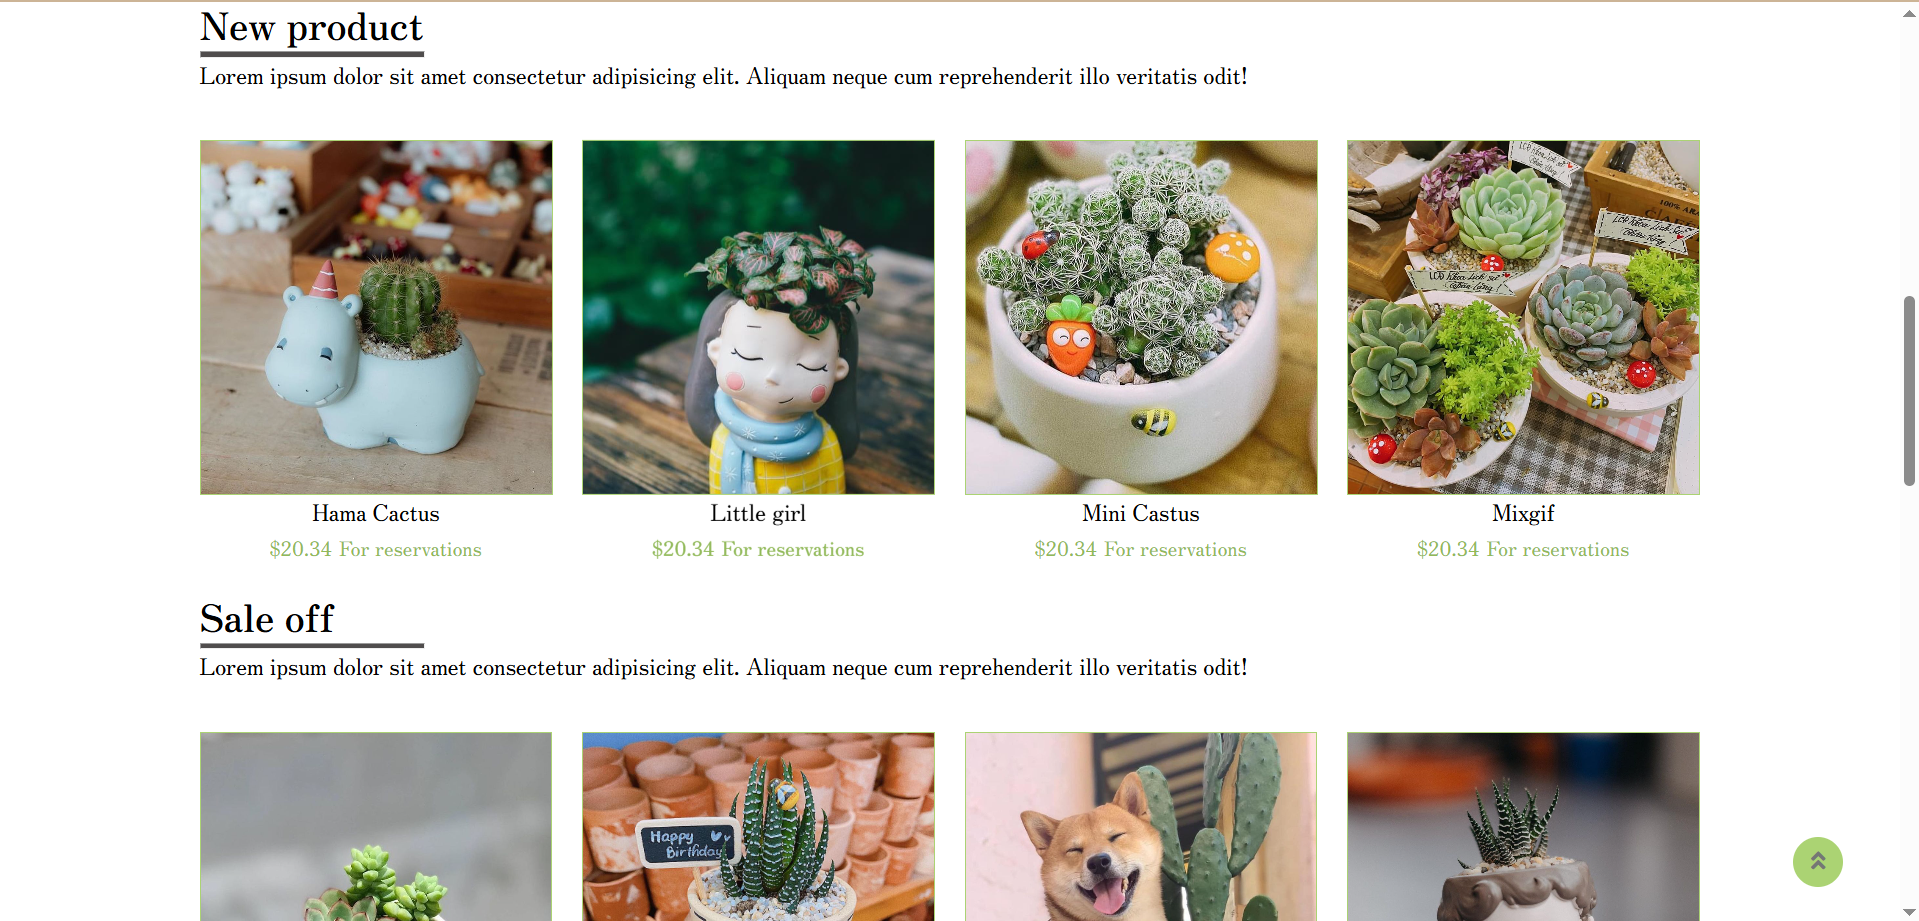 New product
Lorem ipsum dolor sit amet consectetur adipisicing elit. Aliquam neque cum reprehenderit illo veritatis odit!
100% ARA
Hama Cactus
Little girl
Mini Castus
Mixgif
$20.34 For reservations
$20.34 For reservations
$20.34 For reservations
$20.34 For reservations
Sale off
Lorem ipsum dolor sit amet consectetur adipisicing elit. Aliquam neque cum reprehenderit illo veritatis odit!
Happy
Birthday